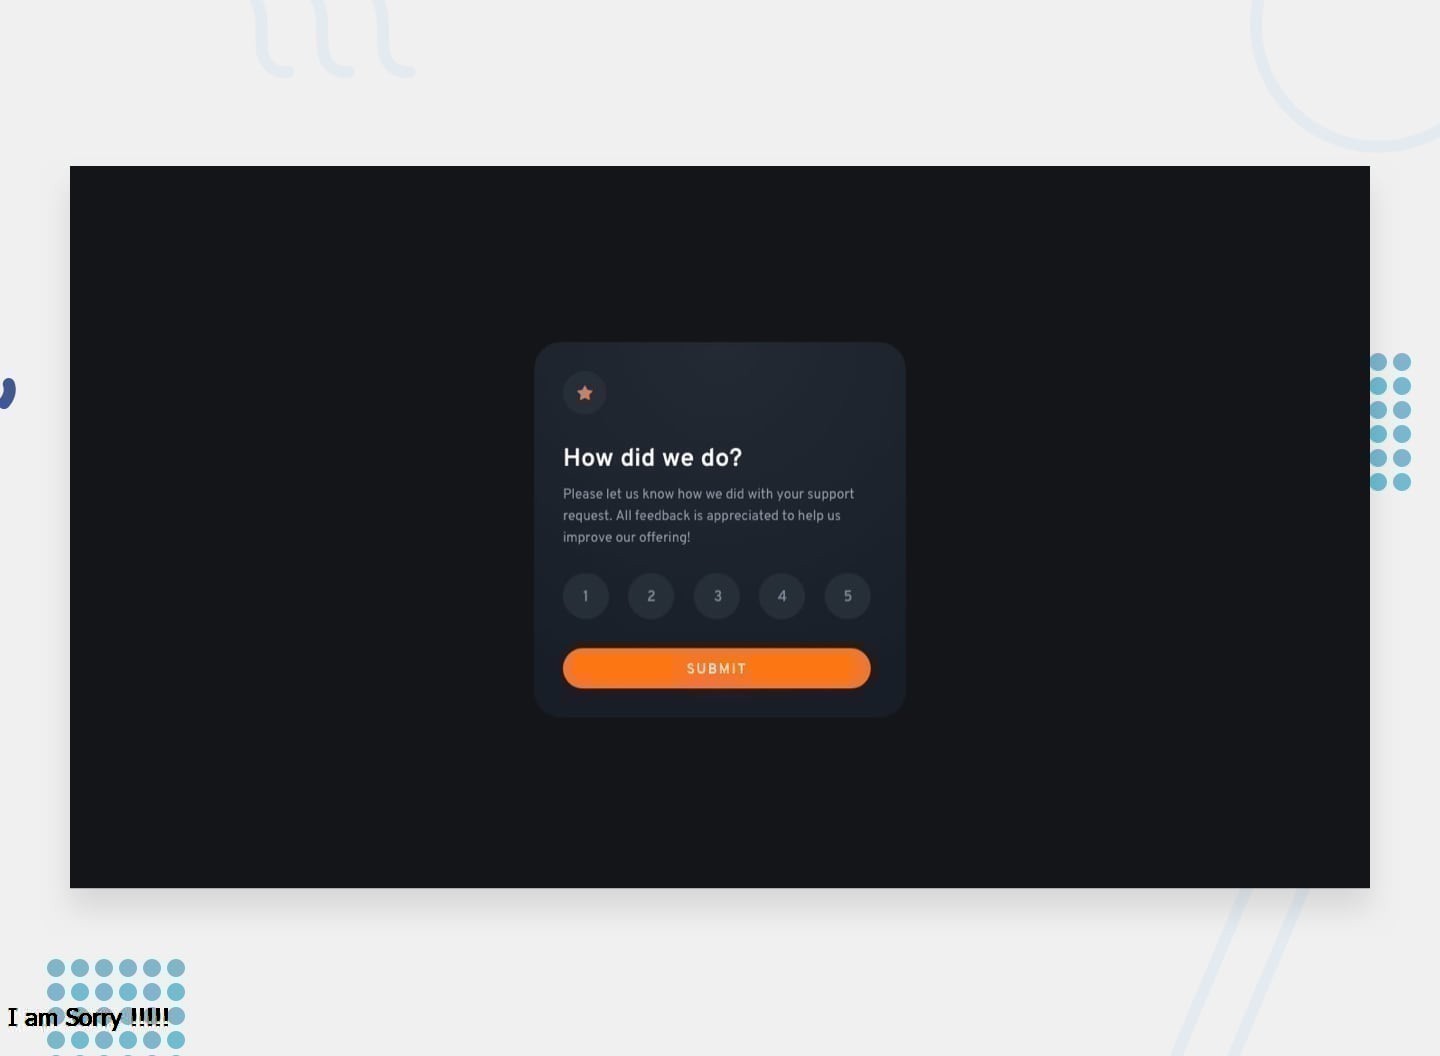 How did we do?
Please let us know how we did with your support
request. All feedback is appreciated to help us
improve our offering!
1 2 3 4 5
SUBMIT
I am Sorry !!!!!